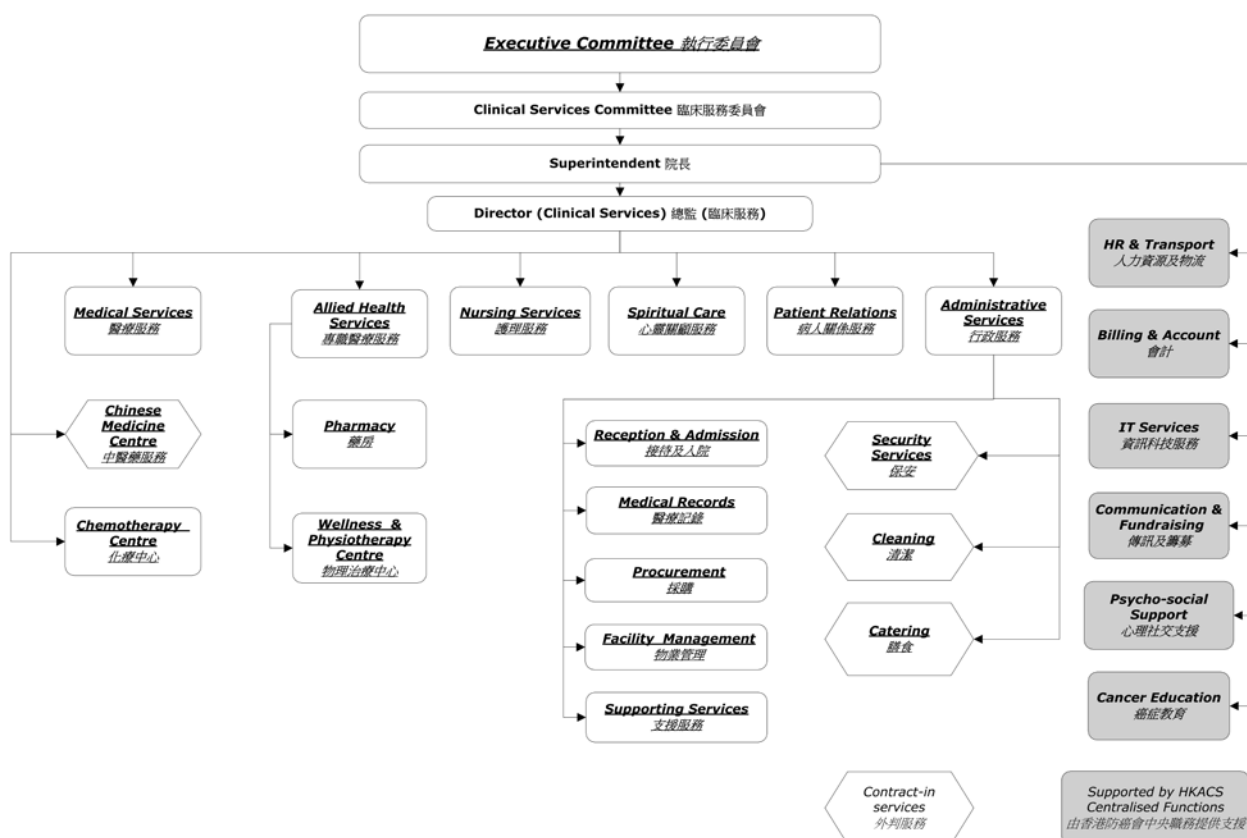 Executive Committee 執行委員會
Clinical Services Committee 臨床服務委員會
Superintendent 院長
Director (Clinical Services) 總監 (臨床服務)
Medical Services
醫療服務
Allied Health
Services
專職醫療服務
Nursing Services
護理服務
Spiritual Care
心靈關顧服務
Patient Relations
病人關係服務
Administrative
Services
行政服務
Chinese
Medicine
Centre
中醫藥服務
Chemotherapy
Centre
化療中心
Pharmacy
藥房
Wellness &
Physiotherapy
Centre
物理治療中心
Reception & Admission
接待及入院
Medical Records
醫療記錄
Procurement
採購
Facility Management
物業管理
Supporting Services
支援服務
Security
Services
保安
Cleaning
清潔
Catering
膳食
HR & Transport
人力資源及物流
Billing & Account
會計
IT Services
資訊科技服務
Communication &
Fundraising
傳訊及籌募
Psycho-social
Support
心理社交支援
Cancer Education
癌症教育
Contract-in
services
外判服務
Supported by HKACS
Centralised Functions
由香港防癌會中央職務提供支援